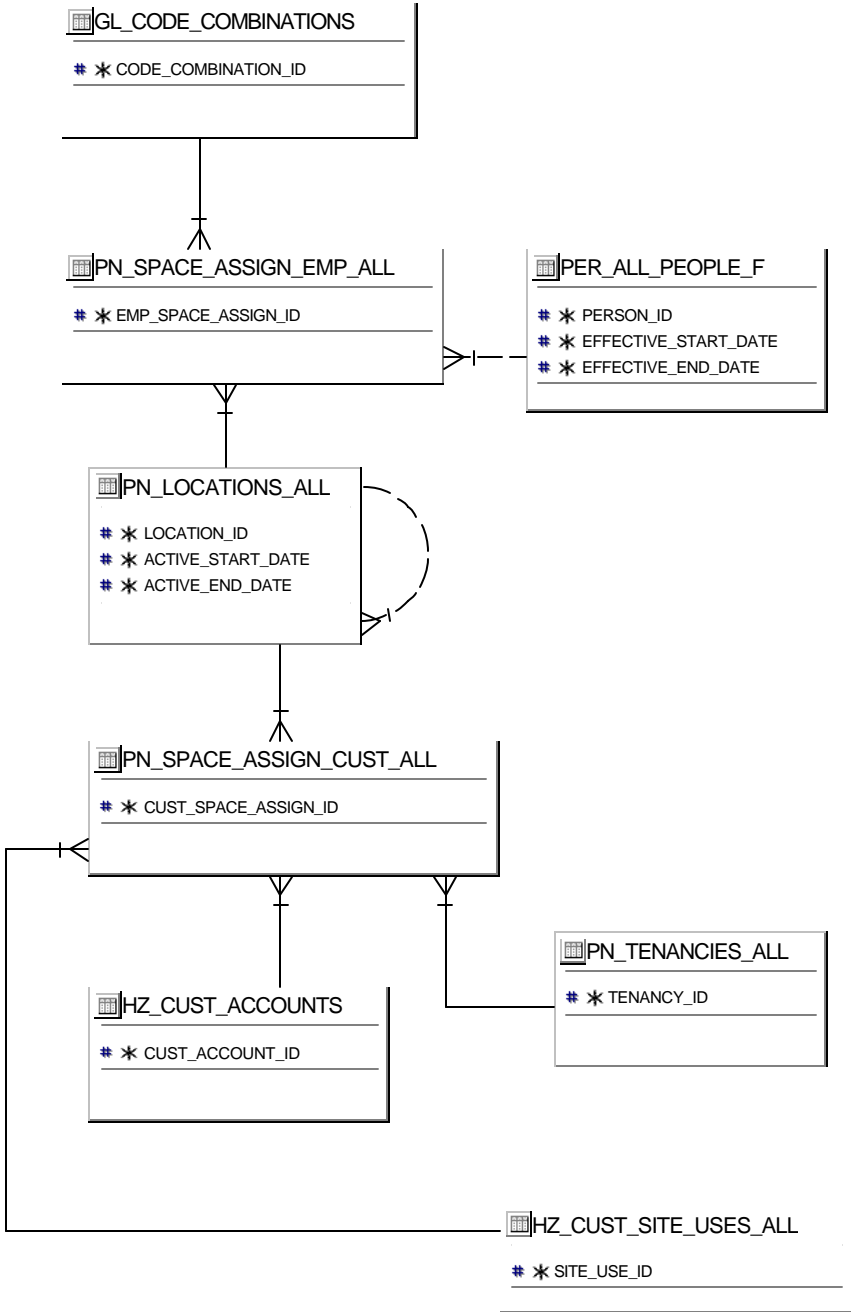 GL_CODE_COMBINATIONS
# * CODE_COMBINATION_ID
PN_SPACE_ASSIGN_EMP_ALL
# * EMP_SPACE_ASSIGN_ID
PER_ALL_PEOPLE_F
# * PERSON_ID
# * EFFECTIVE_START_DATE
# * EFFECTIVE_END_DATE
PN_LOCATIONS_ALL
# * LOCATION_ID
# * ACTIVE_START_DATE
# * ACTIVE_END_DATE
PN_SPACE_ASSIGN_CUST_ALL
# * CUST_SPACE_ASSIGN_ID
PN_TENANCIES_ALL
# * TENANCY_ID
HZ_CUST_ACCOUNTS
# * CUST_ACCOUNT_ID
HZ_CUST_SITE_USES_ALL
# * SITE_USE_ID